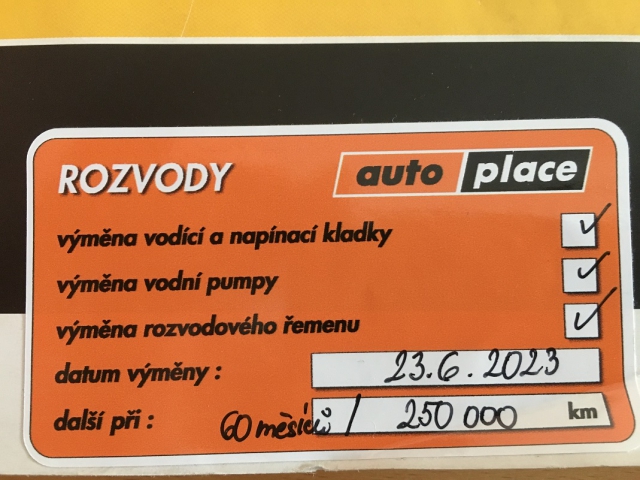 ROZVODY auto place
výměna vodící a napínací kladky ✓
výměna vodní pumpy ✓
výměna rozvodového řemenu ✓
datum výměny : 23.6.2023
další při : 60 měsíců / 250 000 km